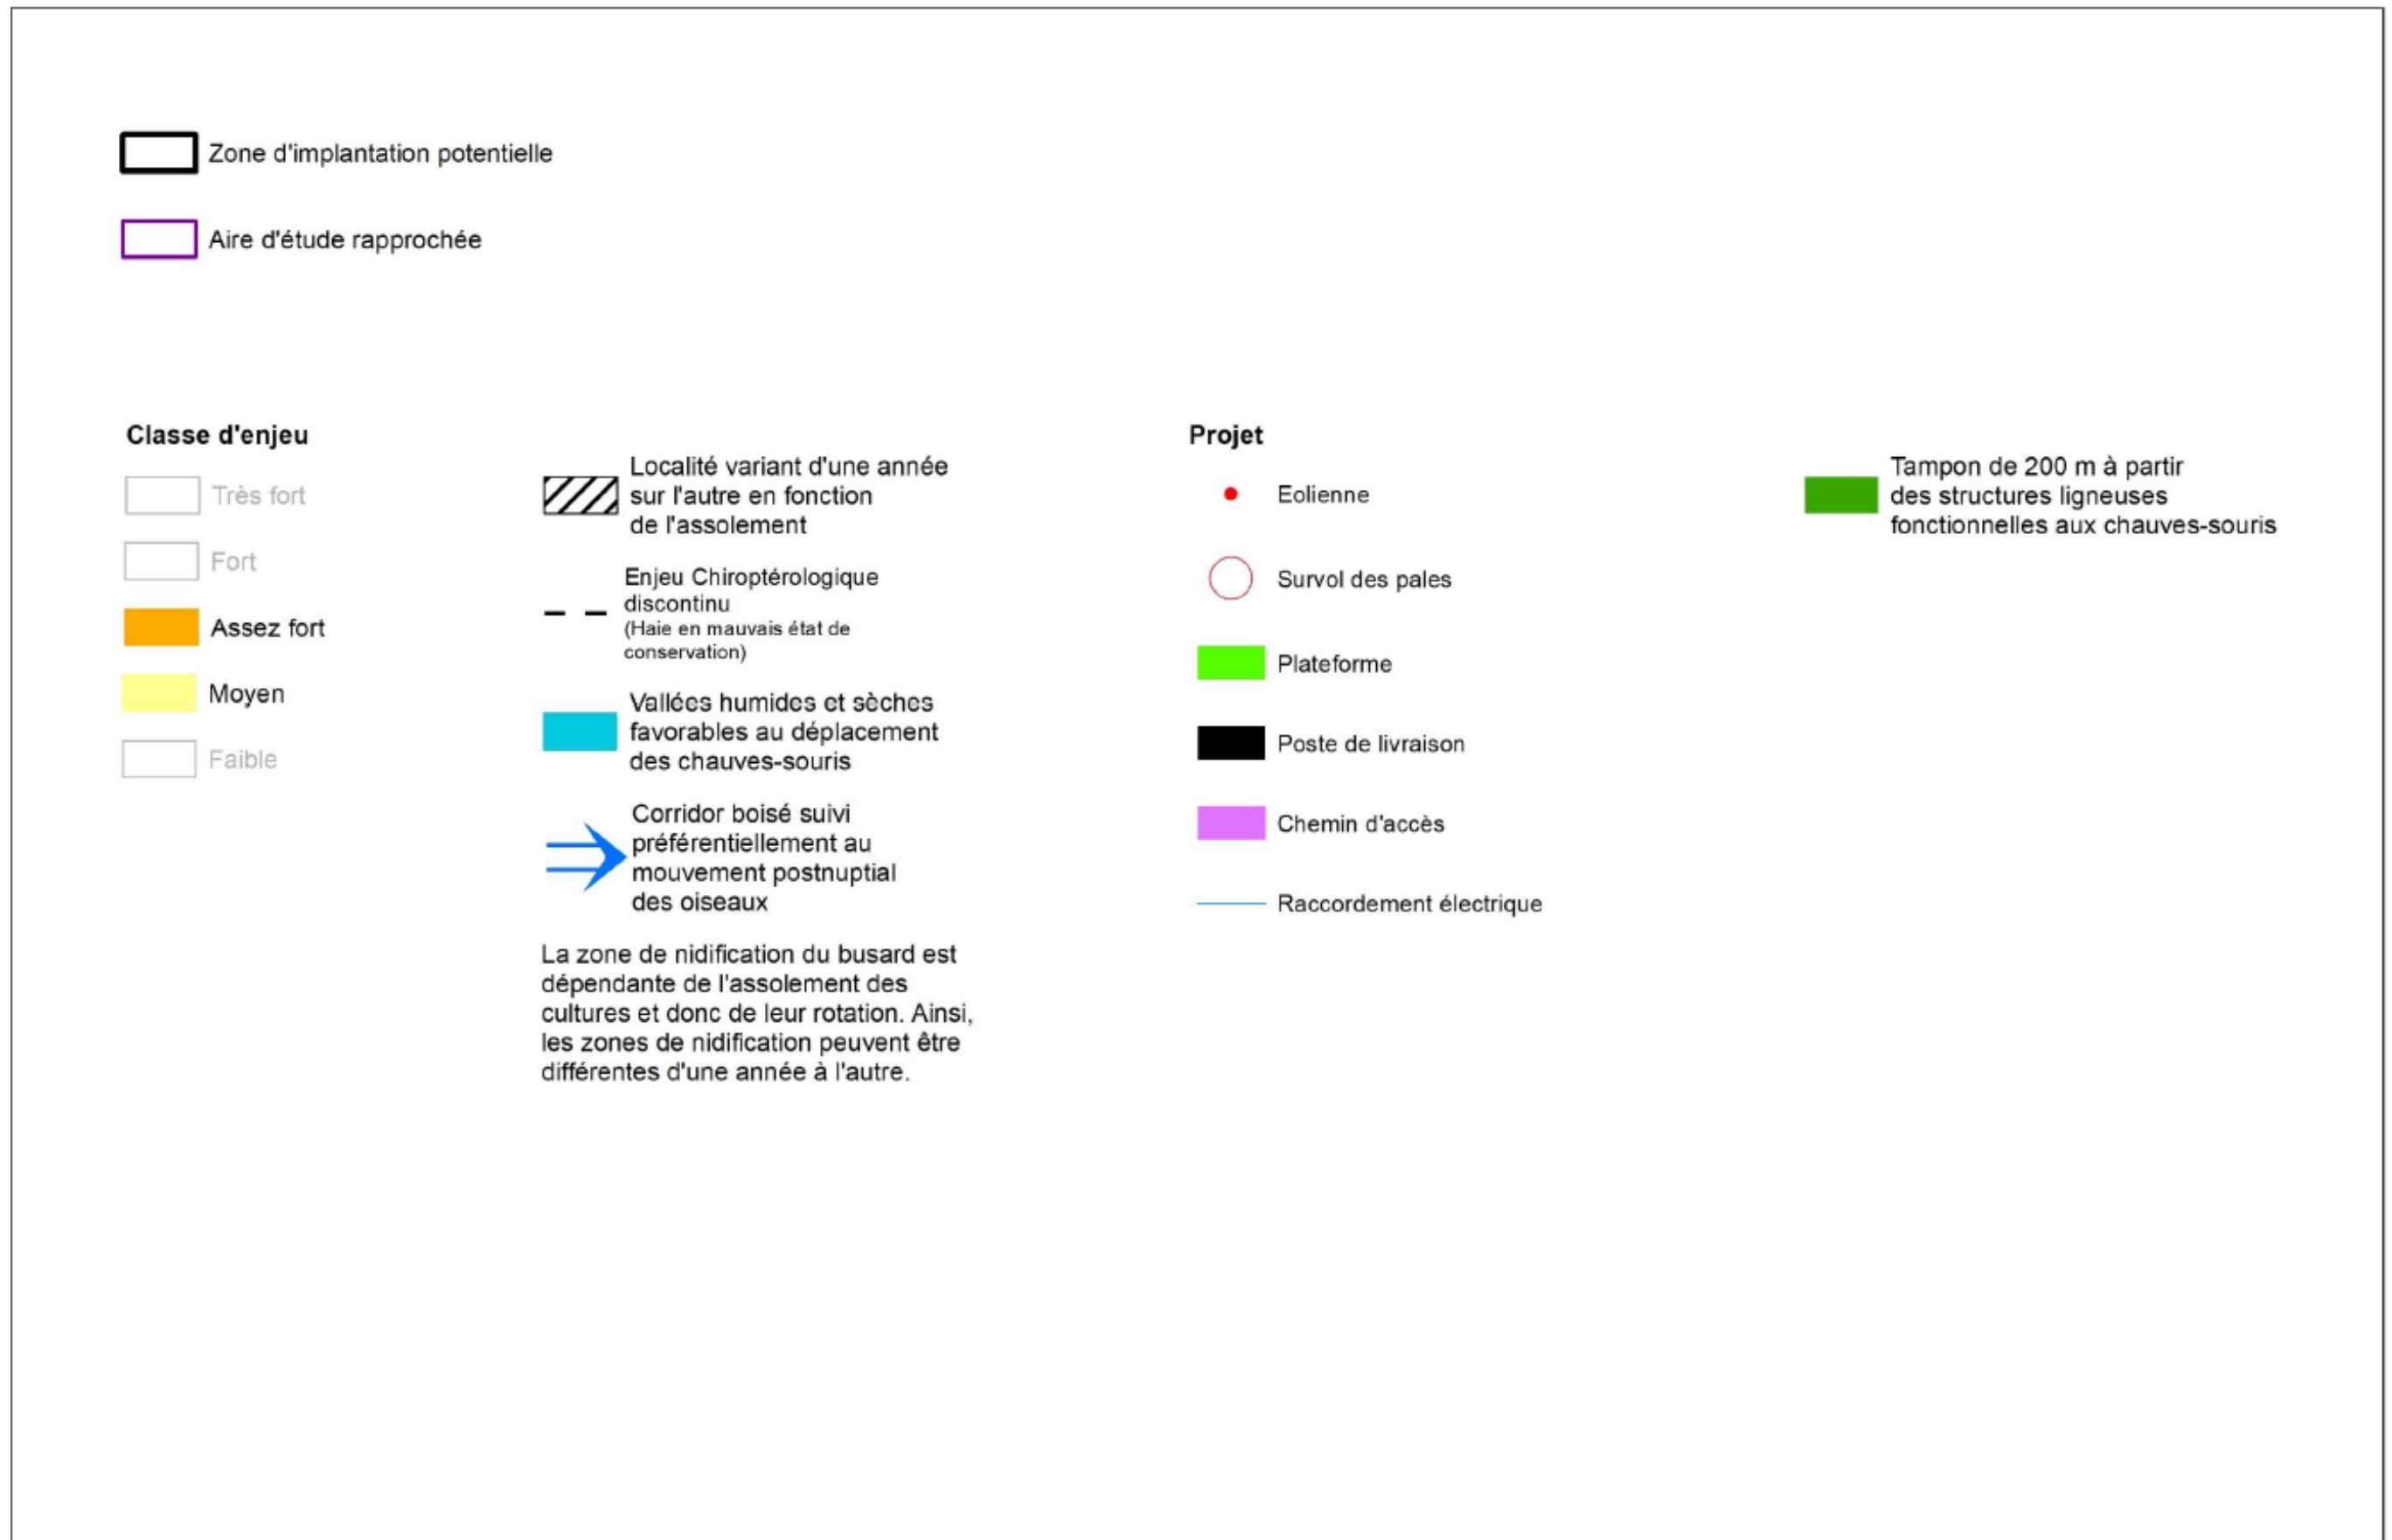 Zone d'implantation potentielle
Aire d'étude rapprochée
Classe d'enjeu
Très fort
Fort
Assez fort
Moyen
Faible
Localité variant d'une année
sur l'autre en fonction
de l'assolement
Enjeu Chiroptérologique
discontinu
(Haie en mauvais état de
conservation)
Vallées humides et sèches
favorables au déplacement
des chauves-souris
Corridor boisé suivi
préférentiellement au
mouvement postnuptial
des oiseaux
La zone de nidification du busard est
dépendante de l'assolement des
cultures et donc de leur rotation. Ainsi,
les zones de nidification peuvent être
différentes d'une année à l'autre.
Projet
Eolienne
Survol des pales
Plateforme
Poste de livraison
Chemin d'accès
Raccordement électrique
Tampon de 200 m à partir
des structures ligneuses
fonctionnelles aux chauves-souris